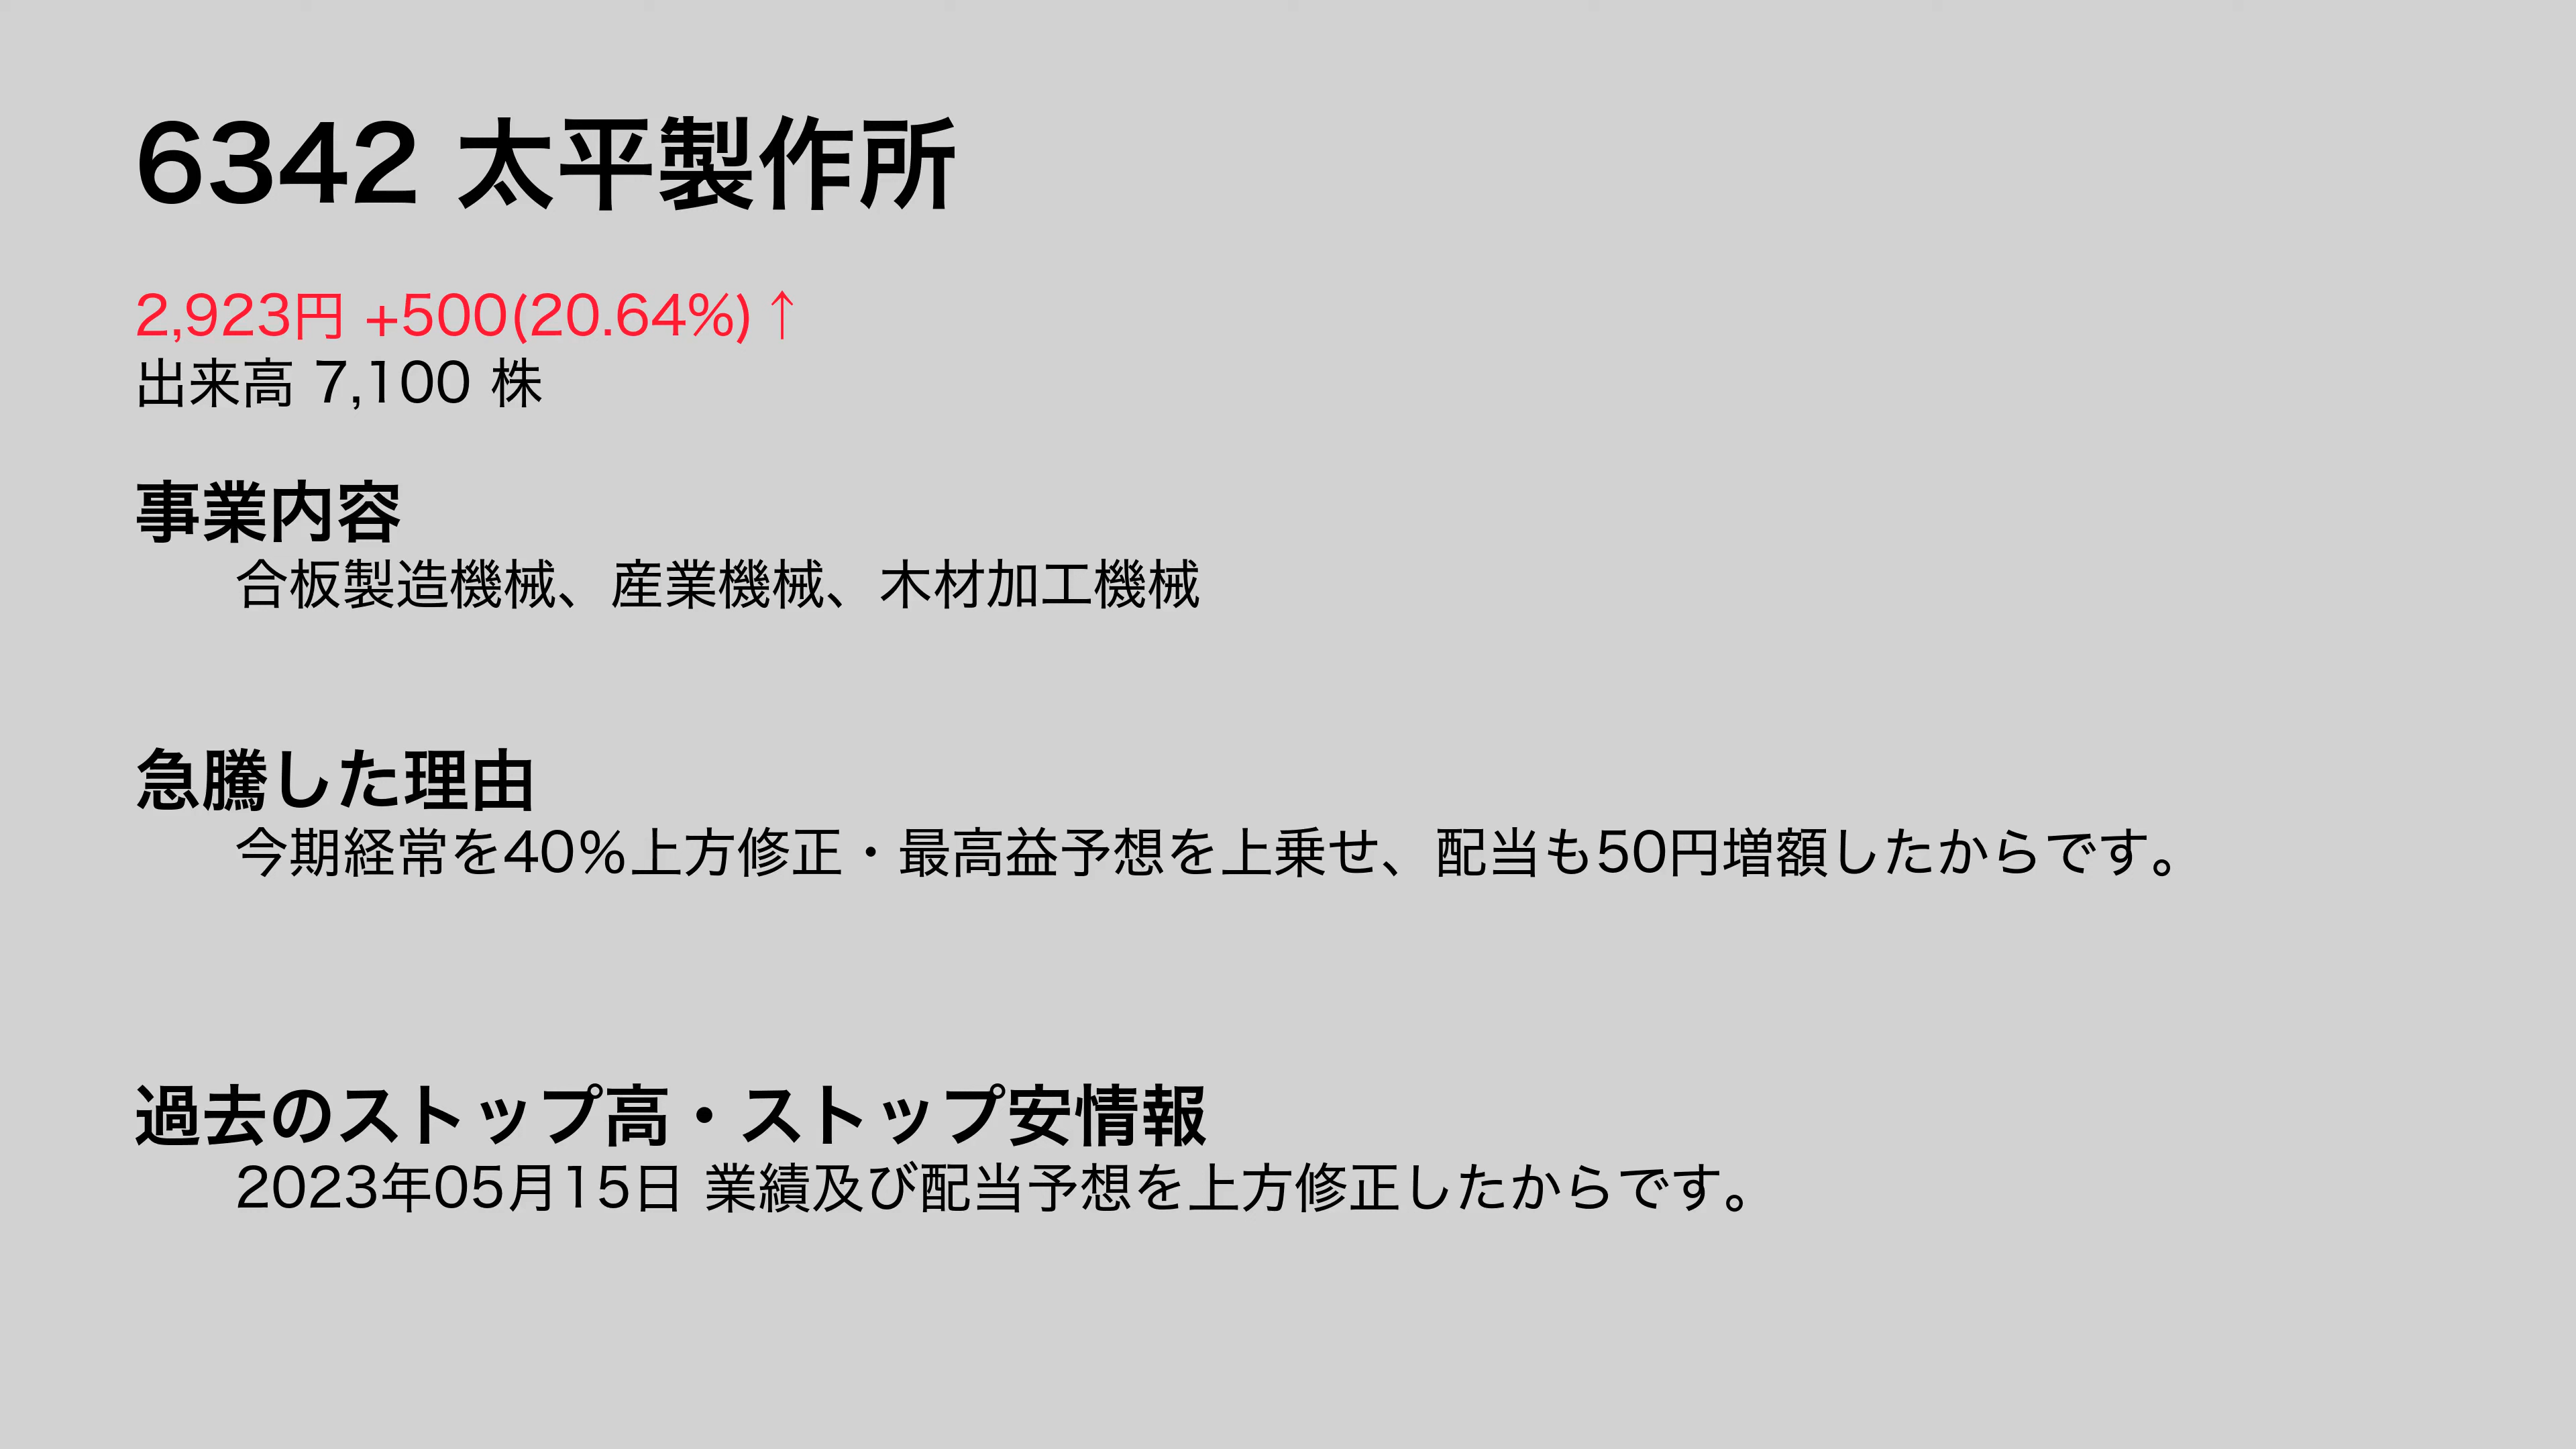 6342 太平製作所
2,923円 +500(20.64%)↑
出来高 7,100 株
事業内容
合板製造機械、産業機械、木材加工機械
急騰した理由
今期経常を40％上方修正・最高益予想を上乗せ、配当も50円増額したからです。
過去のストップ高・ストップ安情報
2023年05月15日 業績及び配当予想を上方修正したからです。